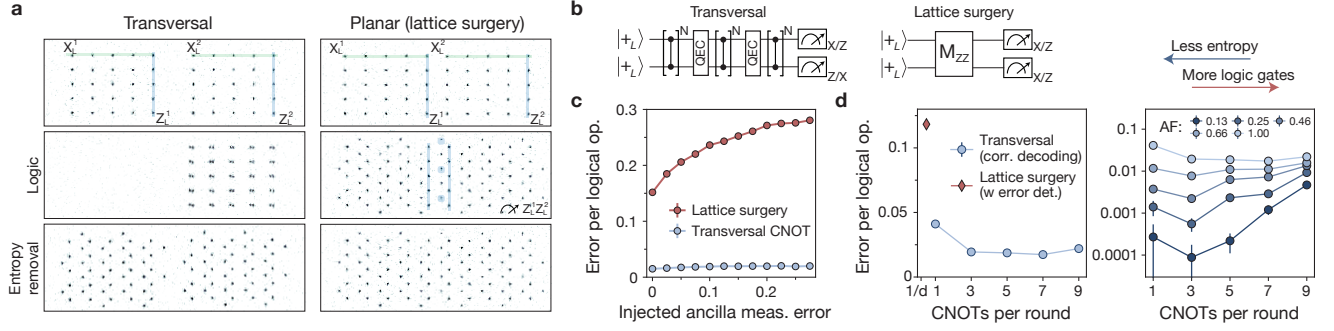 a
Transversal
Planar (lattice surgery)
X_L^1
X_L^2
Z_L^1
Z_L^2
X_L^1
X_L^2
Z_L^1
Z_L^2
Logic
Z_L^1Z_L^2
Entropy
removal
b
Transversal
Lattice surgery
|+_L⟩
|+_L⟩
N
QEC
N
QEC
N
X/Z
Z/X
|+_L⟩
|+_L⟩
M_ZZ
X/Z
X/Z
Less entropy
More logic gates
c
Error per logical op.
0.3
0.2
0.1
0
Lattice surgery
Transversal CNOT
0
0.1
0.2
Injected ancilla meas. error
d
Error per logical op.
0.1
0.05
0
Transversal
(corr. decoding)
Lattice surgery
(w error det.)
1/d
1
3
5
7
9
CNOTs per round
AF:
0.13
0.25
0.46
0.66
1.00
0.1
0.01
0.001
0.0001
1
3
5
7
9
CNOTs per round